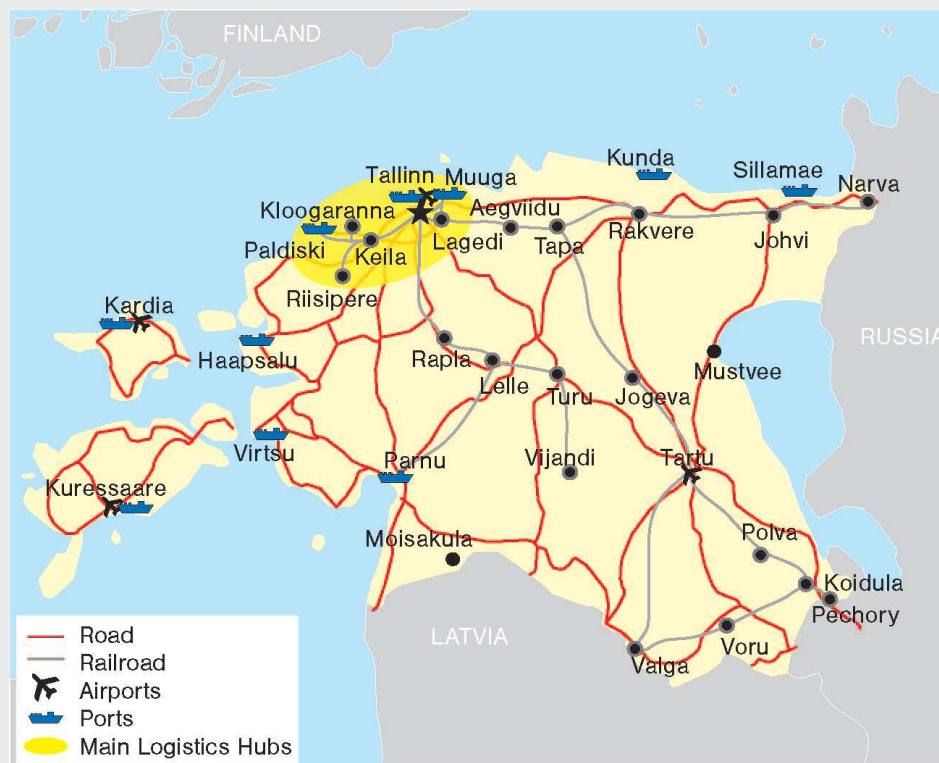 FINLAND
Kunda
Sillamae
Tallinn
Muuga
Narva
Kloogaranna
Aegviidu
Lagedi
Tapa
Rakvere
Johvi
Paldiski
Keila
Riisipere
Kardia
RUSSIA
Haapsalu
Rapla
Mustvee
Lelle
Turu
Jogeva
Virtsu
Parnu
Vijandi
Tartu
Kuressaare
Moisakula
Polva
Koidula
Pechory
LATVIA
Voru
Valga
Road
Railroad
Airports
Ports
Main Logistics Hubs